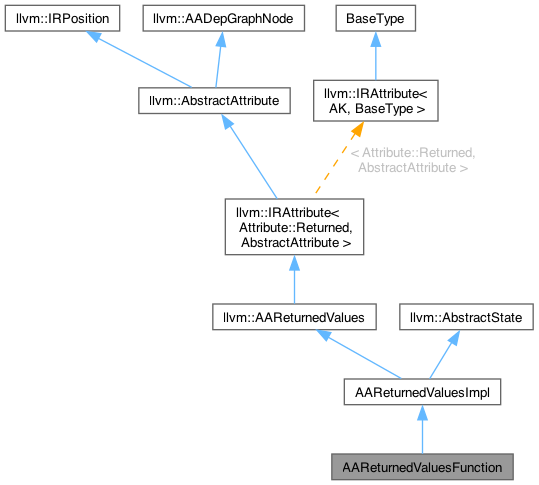 llvm::IRPosition
llvm::AADepGraphNode
BaseType
llvm::AbstractAttribute
llvm::IRAttribute<
AK, BaseType >
< Attribute::Returned,
AbstractAttribute >
llvm::IRAttribute<
Attribute::Returned,
AbstractAttribute >
llvm::AAReturnedValues
llvm::AbstractState
AAReturnedValuesImpl
AAReturnedValuesFunction